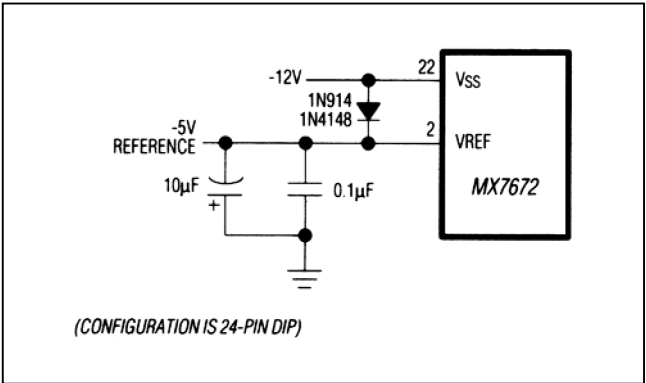 -12V
22
VSS
1N914
1N4148
-5V
REFERENCE
2
VREF
10µF
+
0.1µF
MX7672
(CONFIGURATION IS 24-PIN DIP)